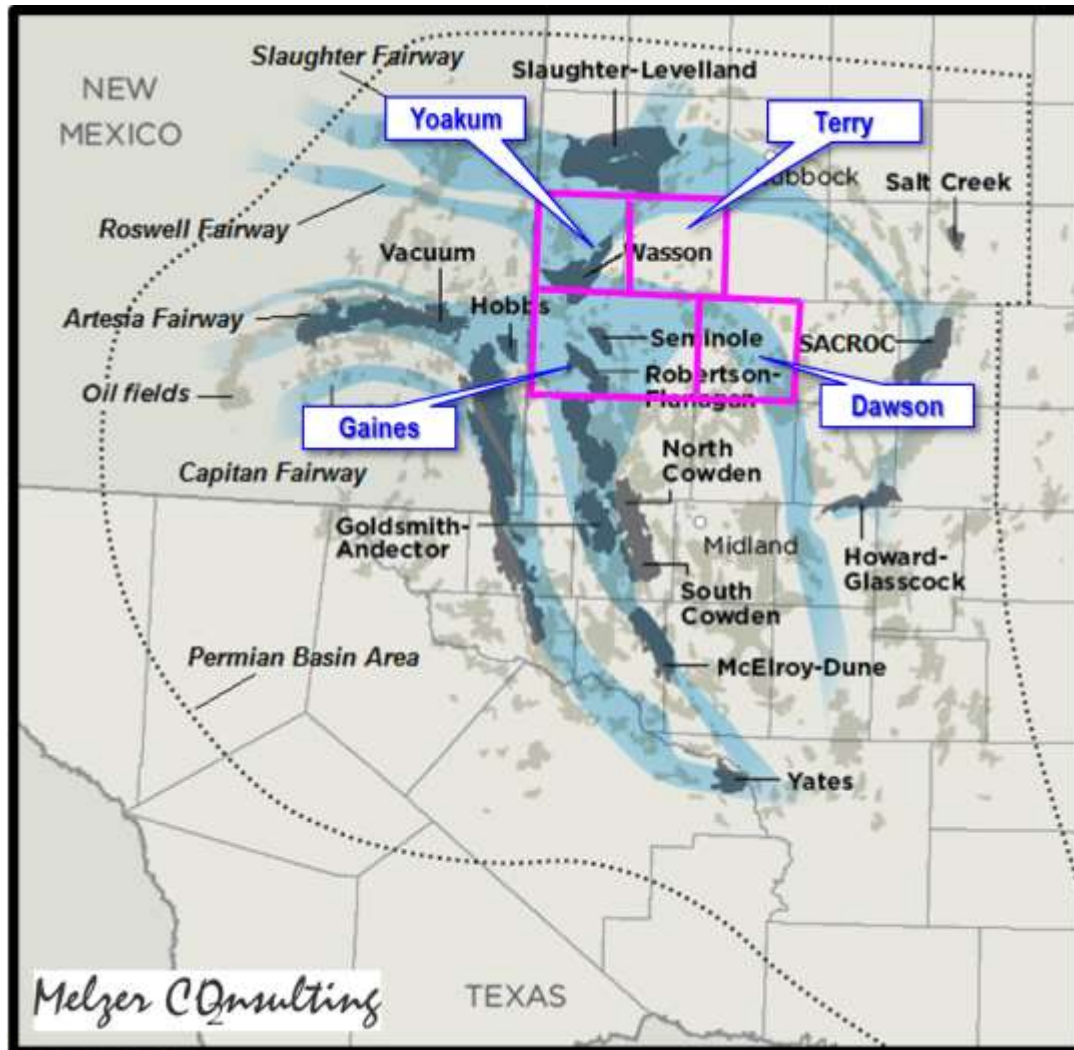 Slaughter Fairway
Slaughter-Levelland
NEW
MEXICO
Yoakum
Terry
Salt Creek
Roswell Fairway
Vacuum
Wasson
Artesia Fairway
Hobbs
Seminole
SACROC
Oil fields
Robertson-
Flanagan
Gaines
Dawson
Capitan Fairway
North
Cowden
Goldsmith-
Andector
Midland
Howard-
Glasscock
South
Cowden
Permian Basin Area
McElroy-Dune
Yates
Melzer CO2nsulting
TEXAS